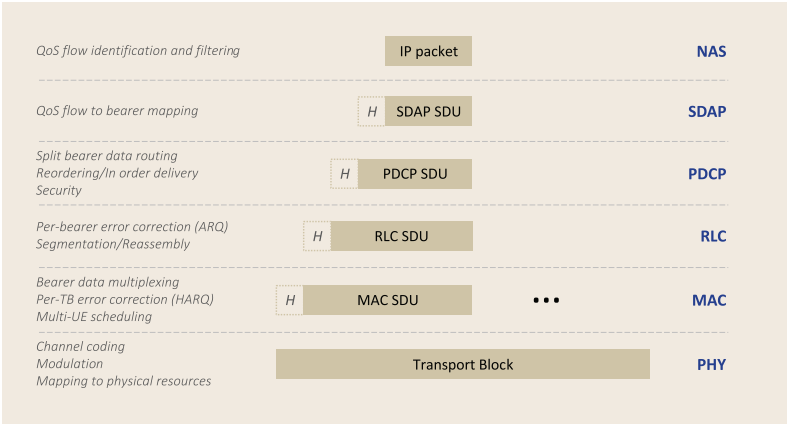 QoS flow identification and filtering
IP packet
NAS
QoS flow to bearer mapping
H
SDAP SDU
SDAP
Split bearer data routing
Reordering/In order delivery
Security
H
PDCP SDU
PDCP
Per-bearer error correction (ARQ)
Segmentation/Reassembly
H
RLC SDU
RLC
Bearer data multiplexing
Per-TB error correction (HARQ)
Multi-UE scheduling
H
MAC SDU
...
MAC
Channel coding
Modulation
Mapping to physical resources
Transport Block
PHY